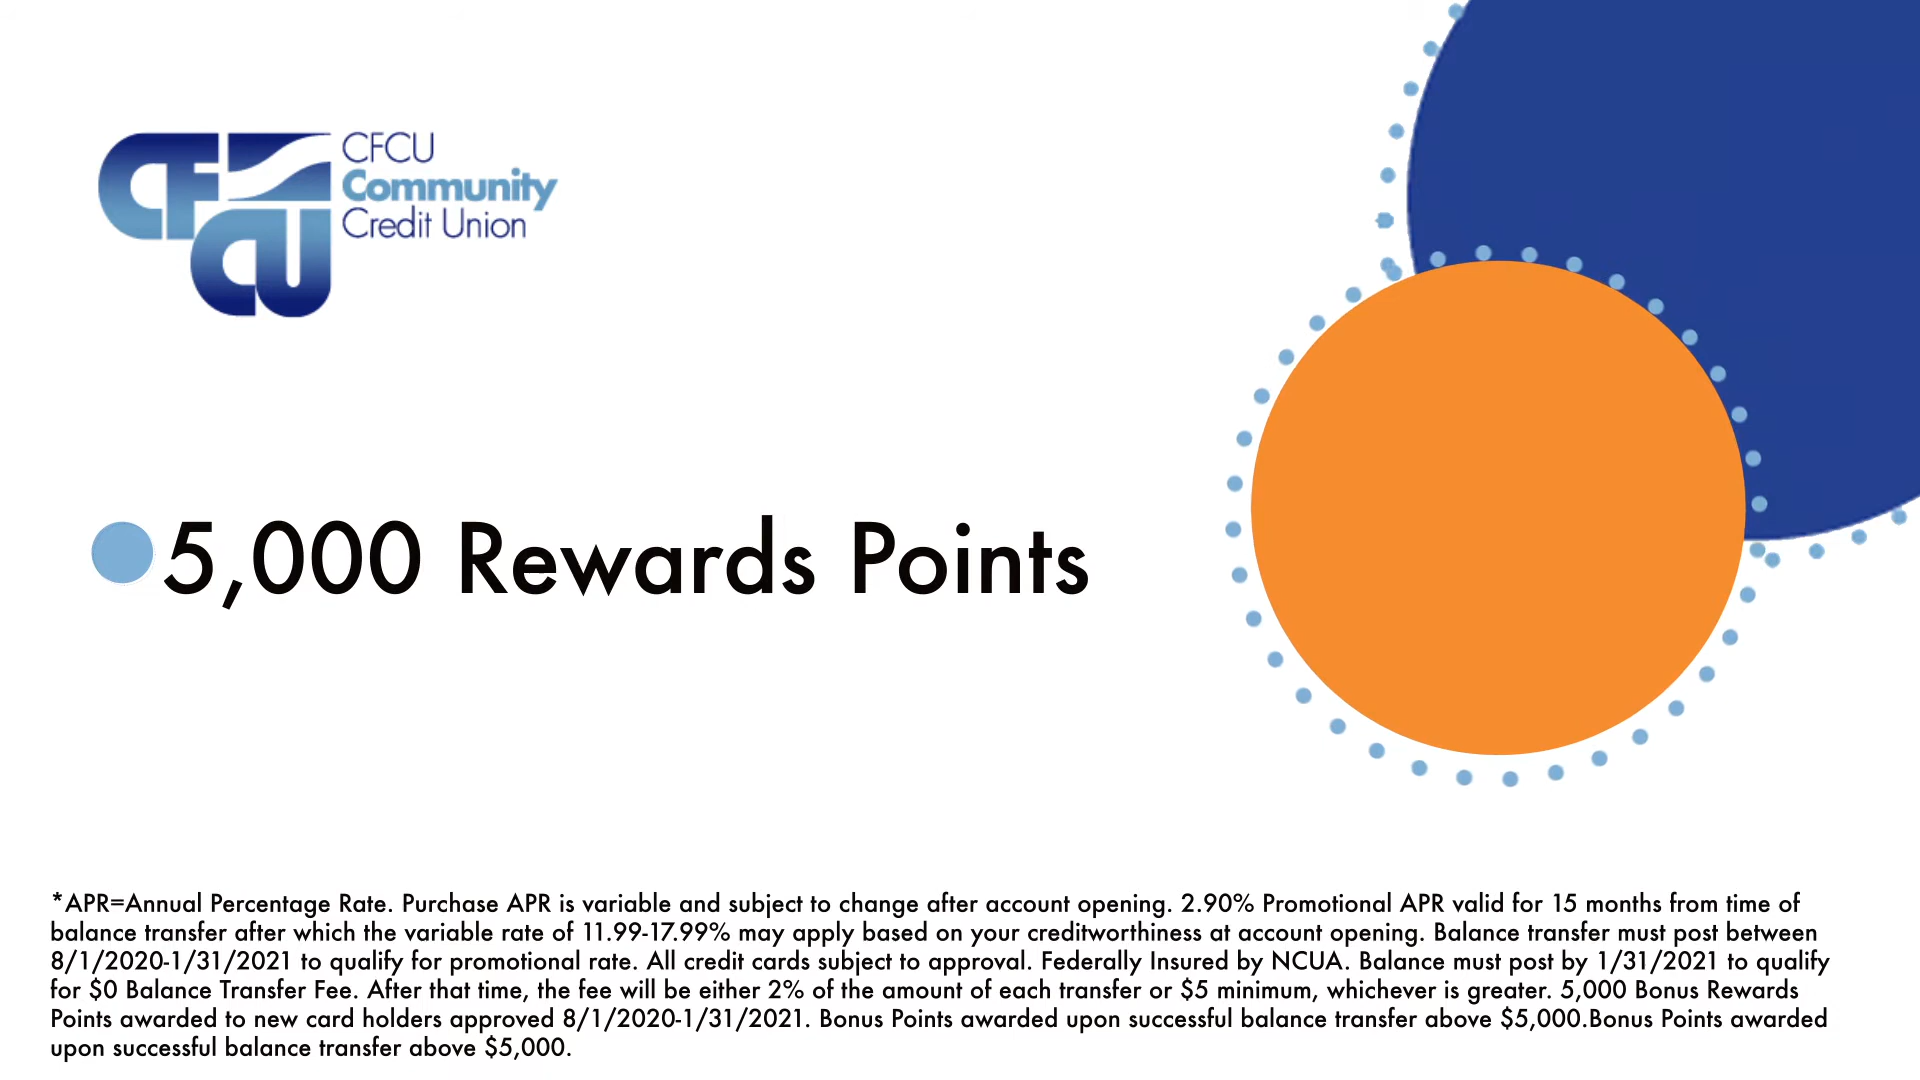 CFCU
CFCU
Community
Credit Union
5,000 Rewards Points
*APR=Annual Percentage Rate. Purchase APR is variable and subject to change after account opening. 2.90% Promotional APR valid for 15 months from time of
balance transfer after which the variable rate of 11.99-17.99% may apply based on your creditworthiness at account opening. Balance transfer must post between
8/1/2020-1/31/2021 to qualify for promotional rate. All credit cards subject to approval. Federally Insured by NCUA. Balance must post by 1/31/2021 to qualify
for $0 Balance Transfer Fee. After that time, the fee will be either 2% of the amount of each transfer or $5 minimum, whichever is greater. 5,000 Bonus Rewards
Points awarded to new card holders approved 8/1/2020-1/31/2021. Bonus Points awarded upon successful balance transfer above $5,000.Bonus Points awarded
upon successful balance transfer above $5,000.